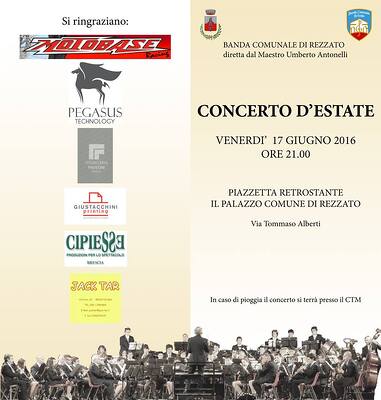 Si ringraziano:
MOTOBASE
Racing
PEGASUS
TECHNOLOGY
GIUSTACCHINI
printing
CIPIESSE
PRODUZIONI PER LO SPETTACOLO
BRESCIA
JACK TAR
BANDA COMUNALE DI REZZATO
diretta dal Maestro Umberto Antonelli
CONCERTO D'ESTATE
VENERDI' 17 GIUGNO 2016
ORE 21.00
PIAZZETTA RETROSTANTE
IL PALAZZO COMUNE DI REZZATO
Via Tommaso Alberti
In caso di pioggia il concerto si terrà presso il CTM